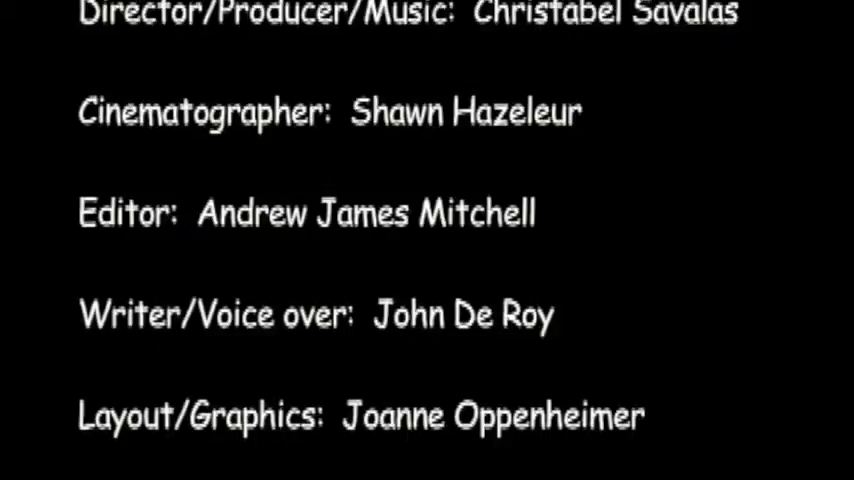 Director/Producer/Music: Christabel Savalas
Cinematographer: Shawn Hazeleur
Editor: Andrew James Mitchell
Writer/Voice over: John De Roy
Layout/Graphics: Joanne Oppenheimer